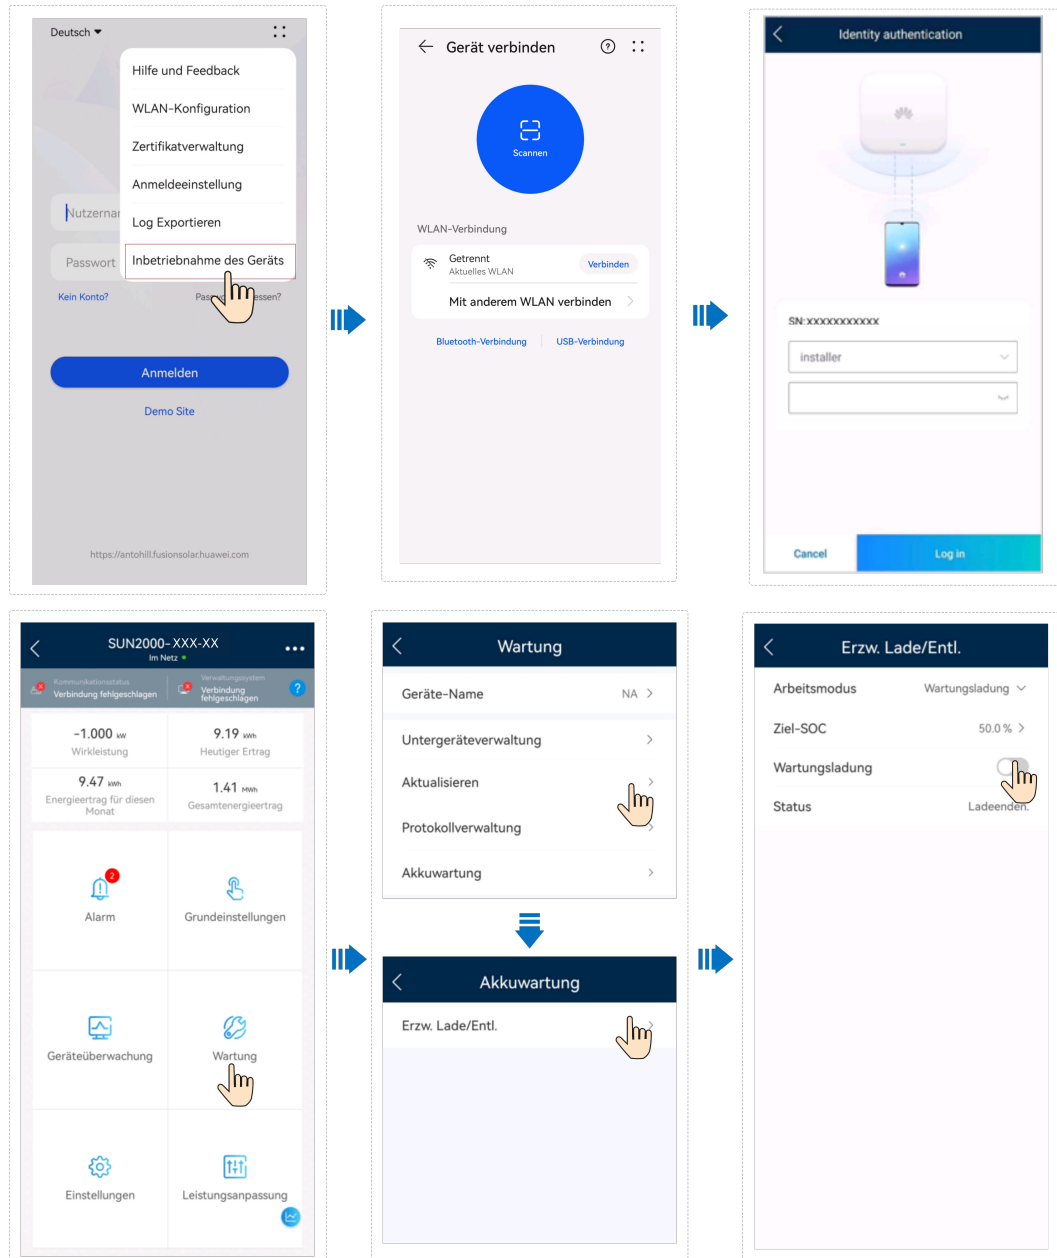 Deutsch
Hilfe und Feedback
WLAN-Konfiguration
Zertifikatverwaltung
Anmeldeeinstellung
Log Exportieren
Inbetriebnahme des Geräts
Passwort
Kein Konto?
Anmelden
Demo Site
https://antohill.fusionsolar.huawei.com
Gerät verbinden
Scannen
WLAN-Verbindung
Getrennt
Aktuelles WLAN
Verbinden
Mit anderem WLAN verbinden
Bluetooth-Verbindung
USB-Verbindung
Identity authentication
SN:xxxxxxxxxxx
installer
Cancel
Log in
SUN2000-XXX-XX
Im Netz
Kommunikationsstatus
Verbindung fehlgeschlagen
Verwaltungssystem
Verbindung
fehlgeschlagen
?
-1.000 kW
Wirkleistung
9.19 kWh
Heutiger Ertrag
9.47 kWh
Energieertrag für diesen
Monat
1.41 MWh
Gesamtenergieertrag
2
Alarm
Grundeinstellungen
Geräteüberwachung
Wartung
Einstellungen
Leistungsanpassung
Wartung
Geräte-Name NA
Untergeräteverwaltung
Aktualisieren
Protokollverwaltung
Akkuwartung
Akkuwartung
Erzw. Lade/Entl.
Erzw. Lade/Entl.
Arbeitsmodus Wartungsladung
Ziel-SOC 50.0 %
Wartungsladung
Status Ladeenden.